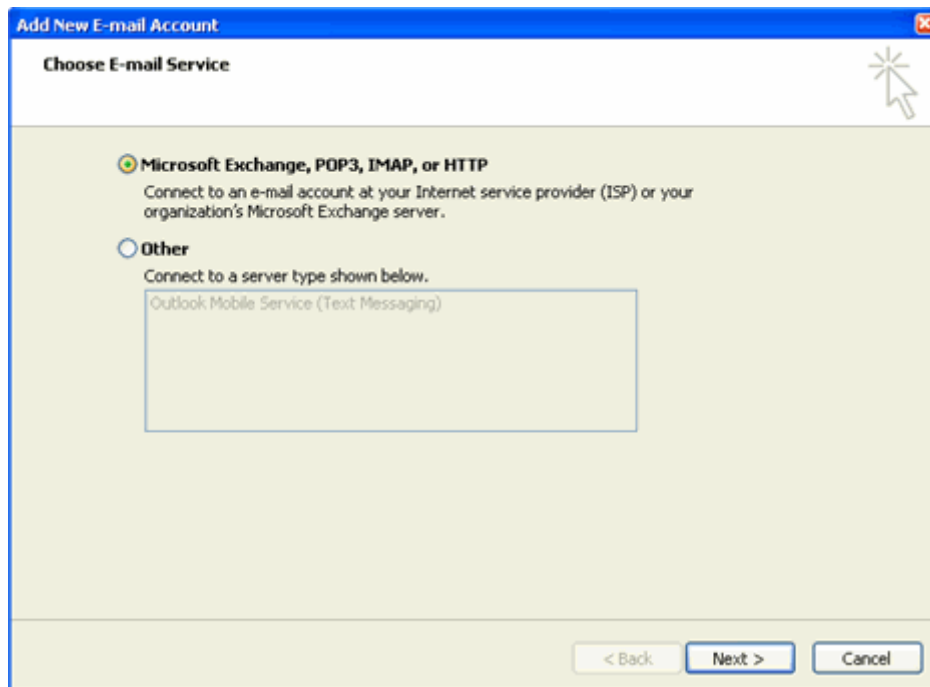 Add New E-mail Account
Choose E-mail Service
Microsoft Exchange, POP3, IMAP, or HTTP
Connect to an e-mail account at your Internet service provider (ISP) or your
organization's Microsoft Exchange server.
Other
Connect to a server type shown below.
Outlook Mobile Service (Text Messaging)
< Back
Next >
Cancel